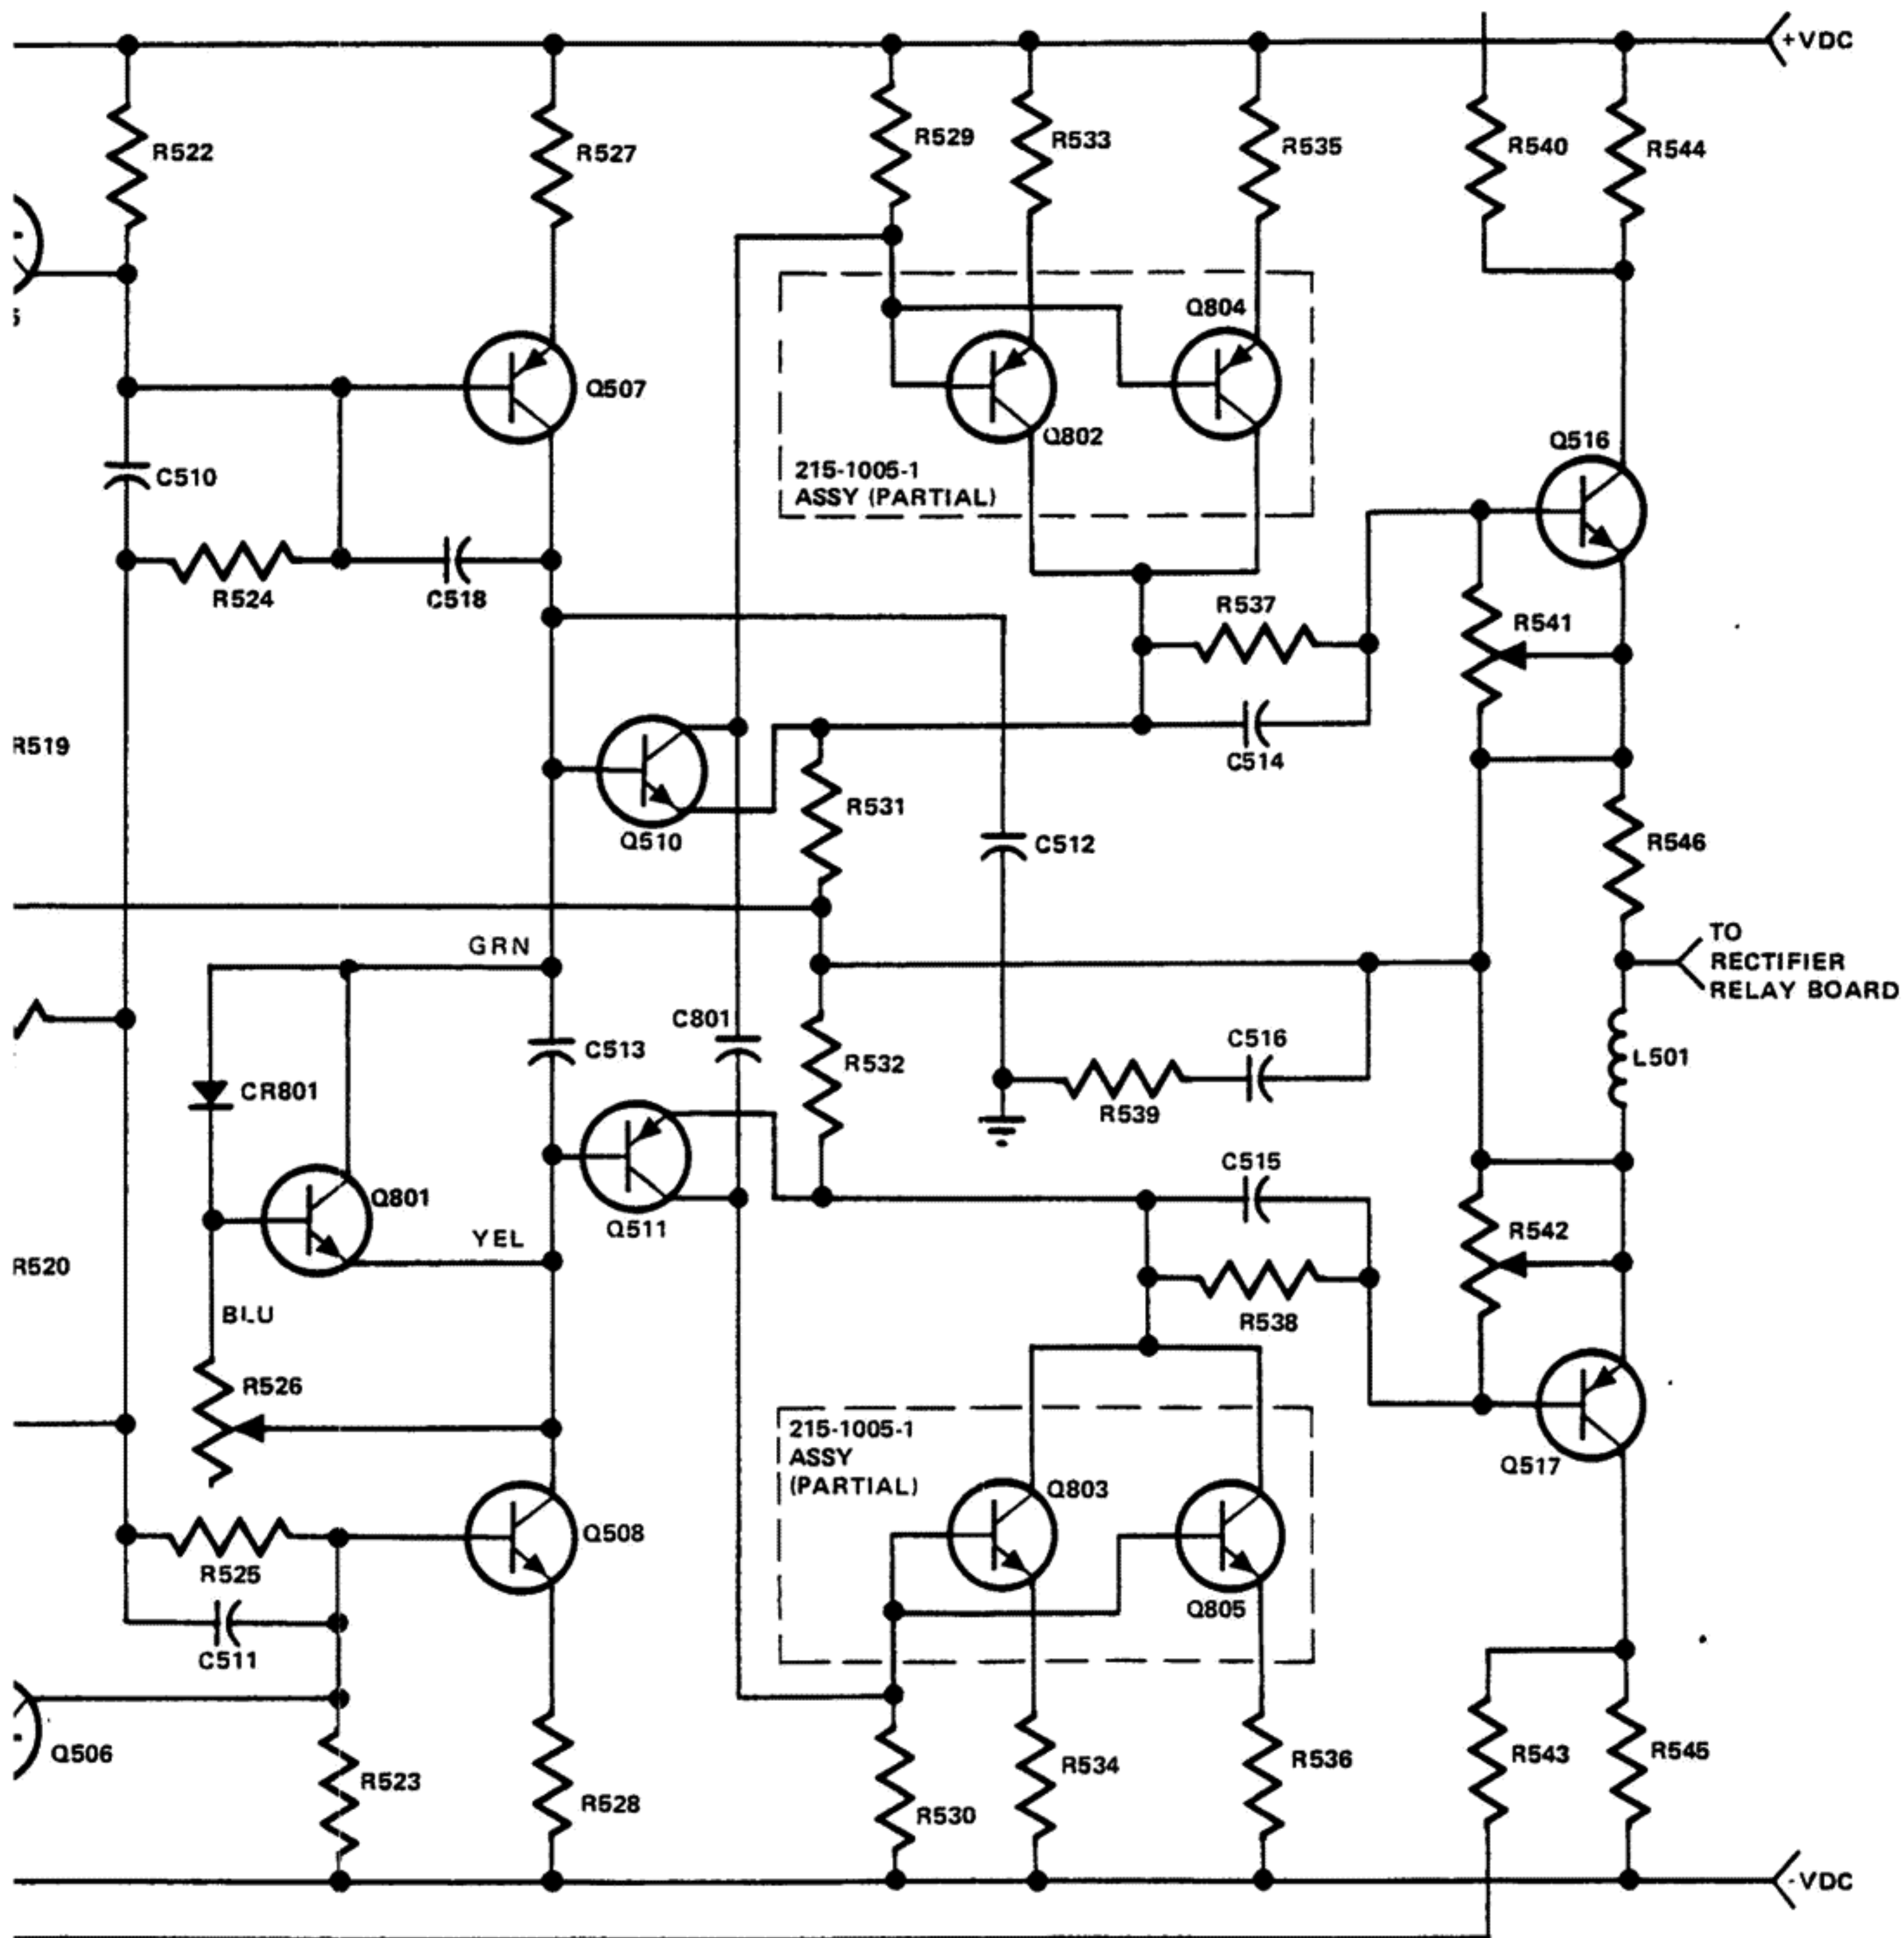 +VDC
R522
R527
R529
R533
R535
R540
R544
Q804
Q507
Q802
Q516
215-1005-1
ASSY (PARTIAL)
C510
R524
C518
R537
R541
R519
C514
R531
Q510
C512
R546
GRN
TO
RECTIFIER
RELAY BOARD
C801
C513
R532
C516
L501
CR801
R539
C515
Q801
Q511
YEL
R542
R520
BLU
R538
R526
215-1005-1
ASSY
(PARTIAL)
Q517
Q803
Q508
R525
Q805
C511
Q506
R523
R528
R530
R534
R536
R543
R545
-VDC